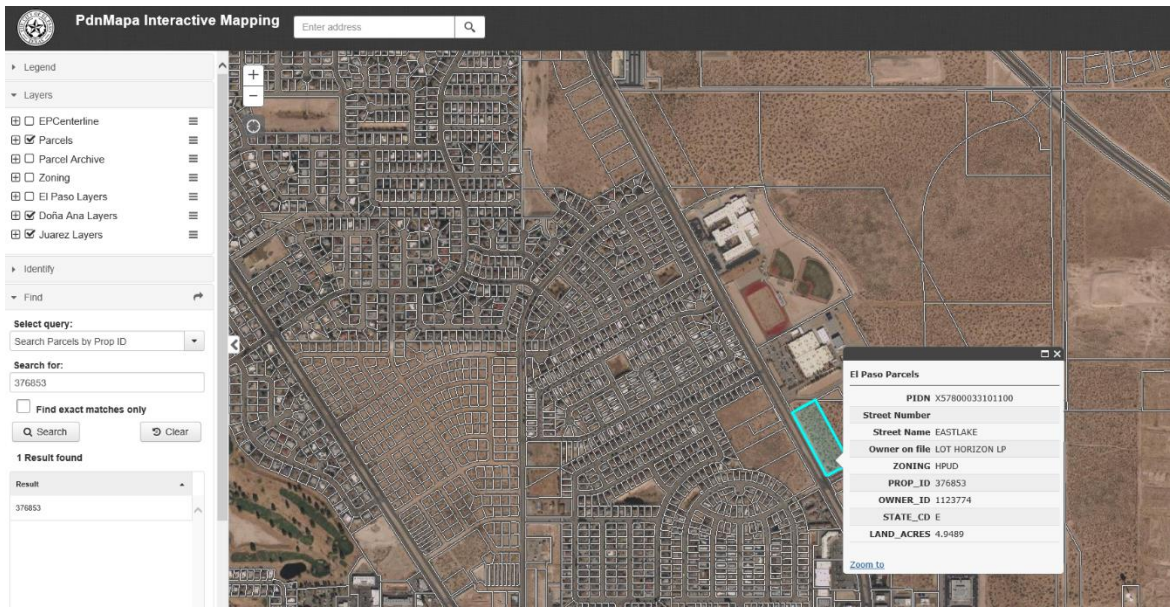 PdnMapa Interactive Mapping
Enter address
Legend
Layers
EPCenterline
Parcels
Parcel Archive
Zoning
El Paso Layers
Doña Ana Layers
Juarez Layers
Identify
Find
Select query:
Search Parcels by Prop ID
Search for:
376853
Find exact matches only
Search Clear
1 Result found
Result
376853
+
−
El Paso Parcels
PIDN X57800033101100
Street Number
Street Name EASTLAKE
Owner on file LOT HORIZON LP
ZONING HPUD
PROP_ID 376853
OWNER_ID 1123774
STATE_CD E
LAND_ACRES 4.9489
Zoom to